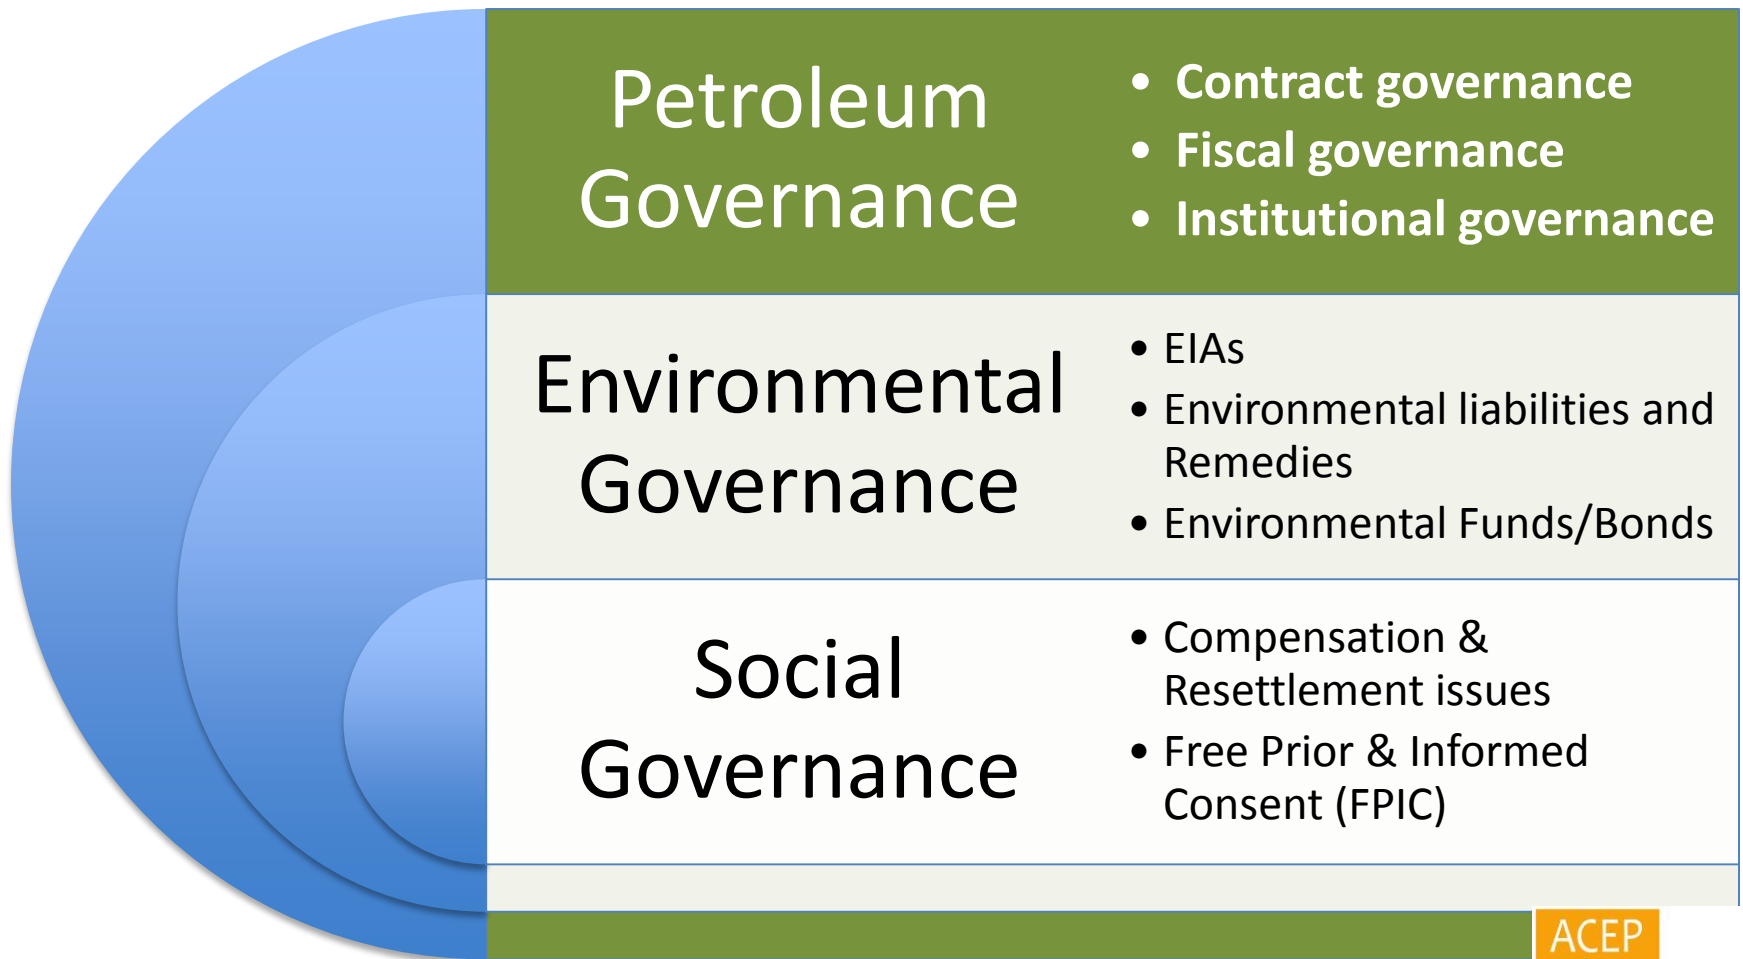 Petroleum
Governance
• Contract governance
• Fiscal governance
• Institutional governance
Environmental
Governance
• EIAs
• Environmental liabilities and
Remedies
• Environmental Funds/Bonds
Social
Governance
• Compensation &
Resettlement issues
• Free Prior & Informed
Consent (FPIC)
ACEP